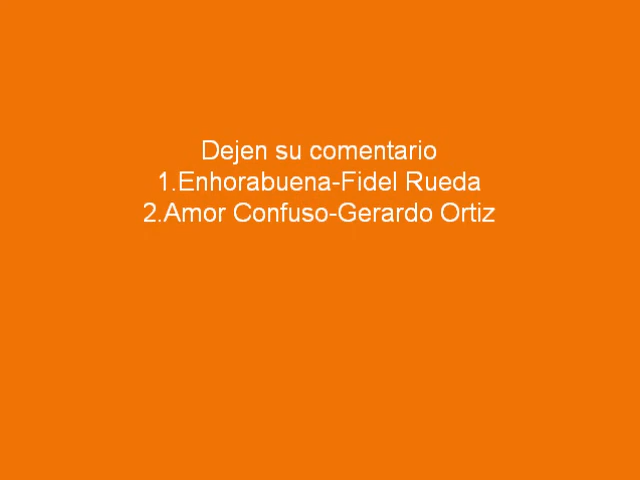 Dejen su comentario
1.Enhorabuena-Fidel Rueda
2.Amor Confuso-Gerardo Ortiz